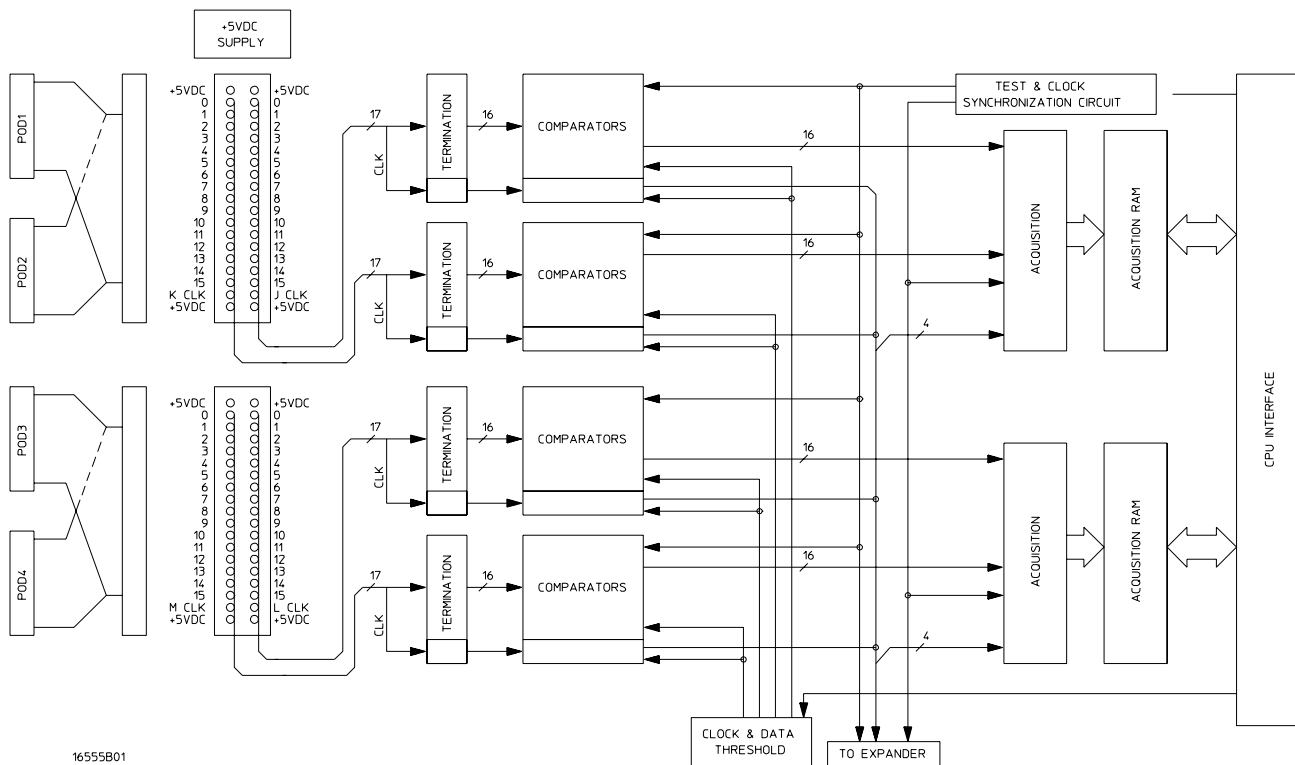 +5VDC
SUPPLY
POD1
POD2
+5VDC +5VDC
0 0
1 1
2 2
3 3
4 4
5 5
6 6
7 7
8 8
9 9
10 10
11 11
12 12
13 13
14 14
15 15
K CLK J CLK
+5VDC +5VDC
17
CLK
TERMINATION
16
COMPARATORS
17
CLK
TERMINATION
16
COMPARATORS
TEST & CLOCK
SYNCHRONIZATION CIRCUIT
16
16
4
ACQUISITION
ACQUISITION RAM
CPU INTERFACE
POD3
POD4
+5VDC +5VDC
0 0
1 1
2 2
3 3
4 4
5 5
6 6
7 7
8 8
9 9
10 10
11 11
12 12
13 13
14 14
15 15
M CLK L CLK
+5VDC +5VDC
17
CLK
TERMINATION
16
COMPARATORS
17
CLK
TERMINATION
16
COMPARATORS
16
16
4
ACQUISITION
ACQUISITION RAM
CLOCK & DATA
THRESHOLD
TO EXPANDER
16555B01